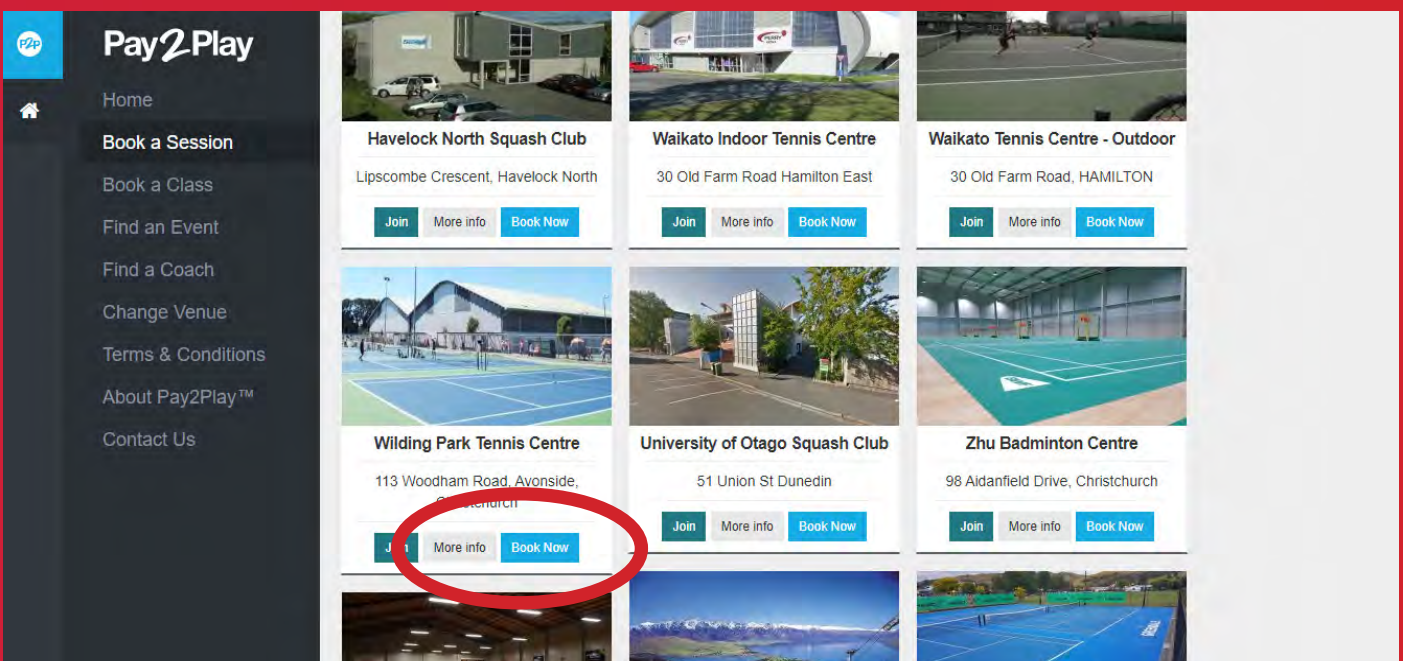 P2P
Pay2Play
Home
Book a Session
Book a Class
Find an Event
Find a Coach
Change Venue
Terms & Conditions
About Pay2Play™
Contact Us
Havelock North Squash Club
Lipscombe Crescent, Havelock North
Join More info Book Now
Waikato Indoor Tennis Centre
30 Old Farm Road Hamilton East
Join More info Book Now
Waikato Tennis Centre - Outdoor
30 Old Farm Road, HAMILTON
Join More info Book Now
Wilding Park Tennis Centre
113 Woodham Road, Avonside,
More info Book Now
University of Otago Squash Club
51 Union St Dunedin
Join More info Book Now
Zhu Badminton Centre
98 Aidanfield Drive, Christchurch
Join More info Book Now